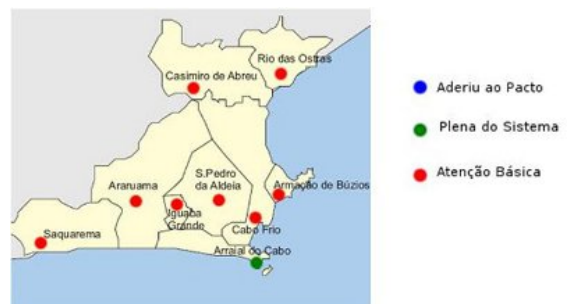 Rio das Ostras
Casimiro de Abreu
S.Pedro
da Aldeia
Araruama
Armação de Búzios
Iguaba
Grande
Cabo Frio
Saquarema
Arraial do Cabo
Aderiu ao Pacto
Plena do Sistema
Atenção Básica